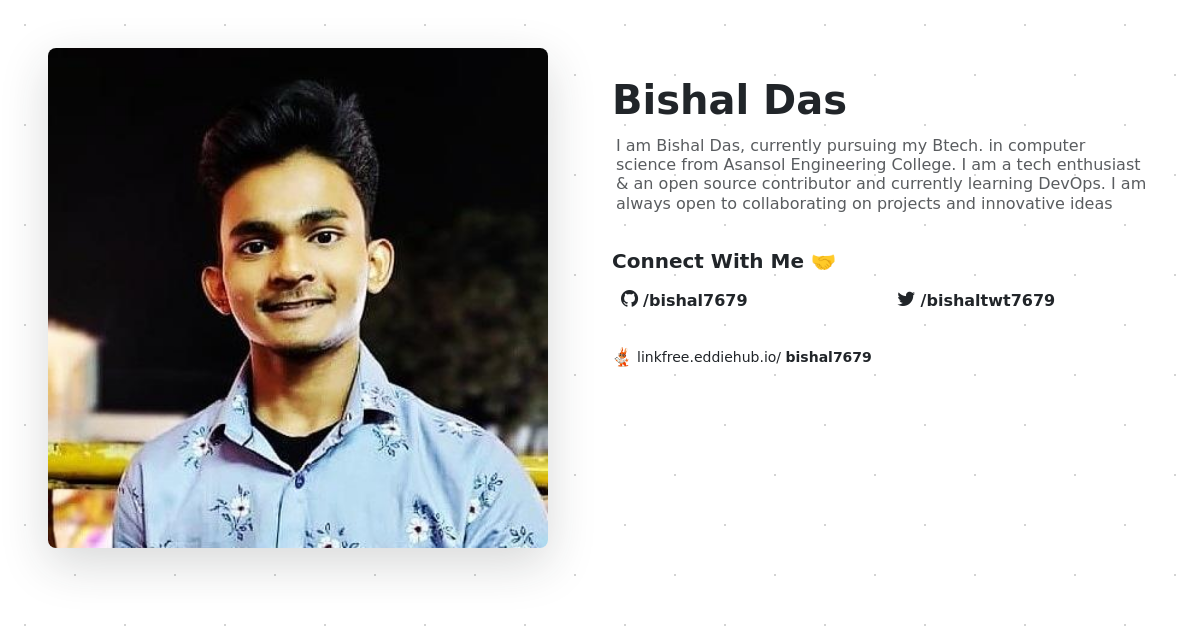 Bishal Das
I am Bishal Das, currently pursuing my Btech. in computer
science from Asansol Engineering College. I am a tech enthusiast
& an open source contributor and currently learning DevOps. I am
always open to collaborating on projects and innovative ideas
Connect With Me 🤝
/bishal7679 /bishaltwt7679
linkfree.eddiehub.io/ bishal7679